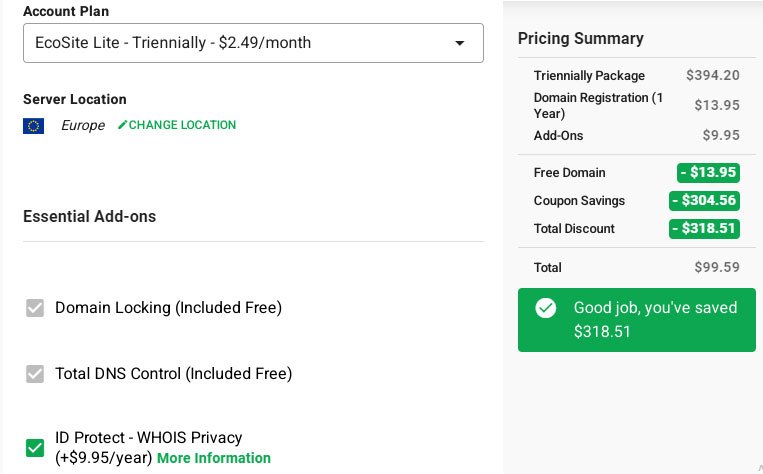 Account Plan
EcoSite Lite - Triennially - $2.49/month
Server Location
Europe CHANGE LOCATION
Essential Add-ons
Domain Locking (Included Free)
Total DNS Control (Included Free)
ID Protect - WHOIS Privacy
(+$9.95/year) More Information
Pricing Summary
Triennially Package $394.20
Domain Registration (1
Year) $13.95
Add-Ons $9.95
Free Domain - $13.95
Coupon Savings - $304.56
Total Discount - $318.51
Total $99.59
Good job, you've saved
$318.51